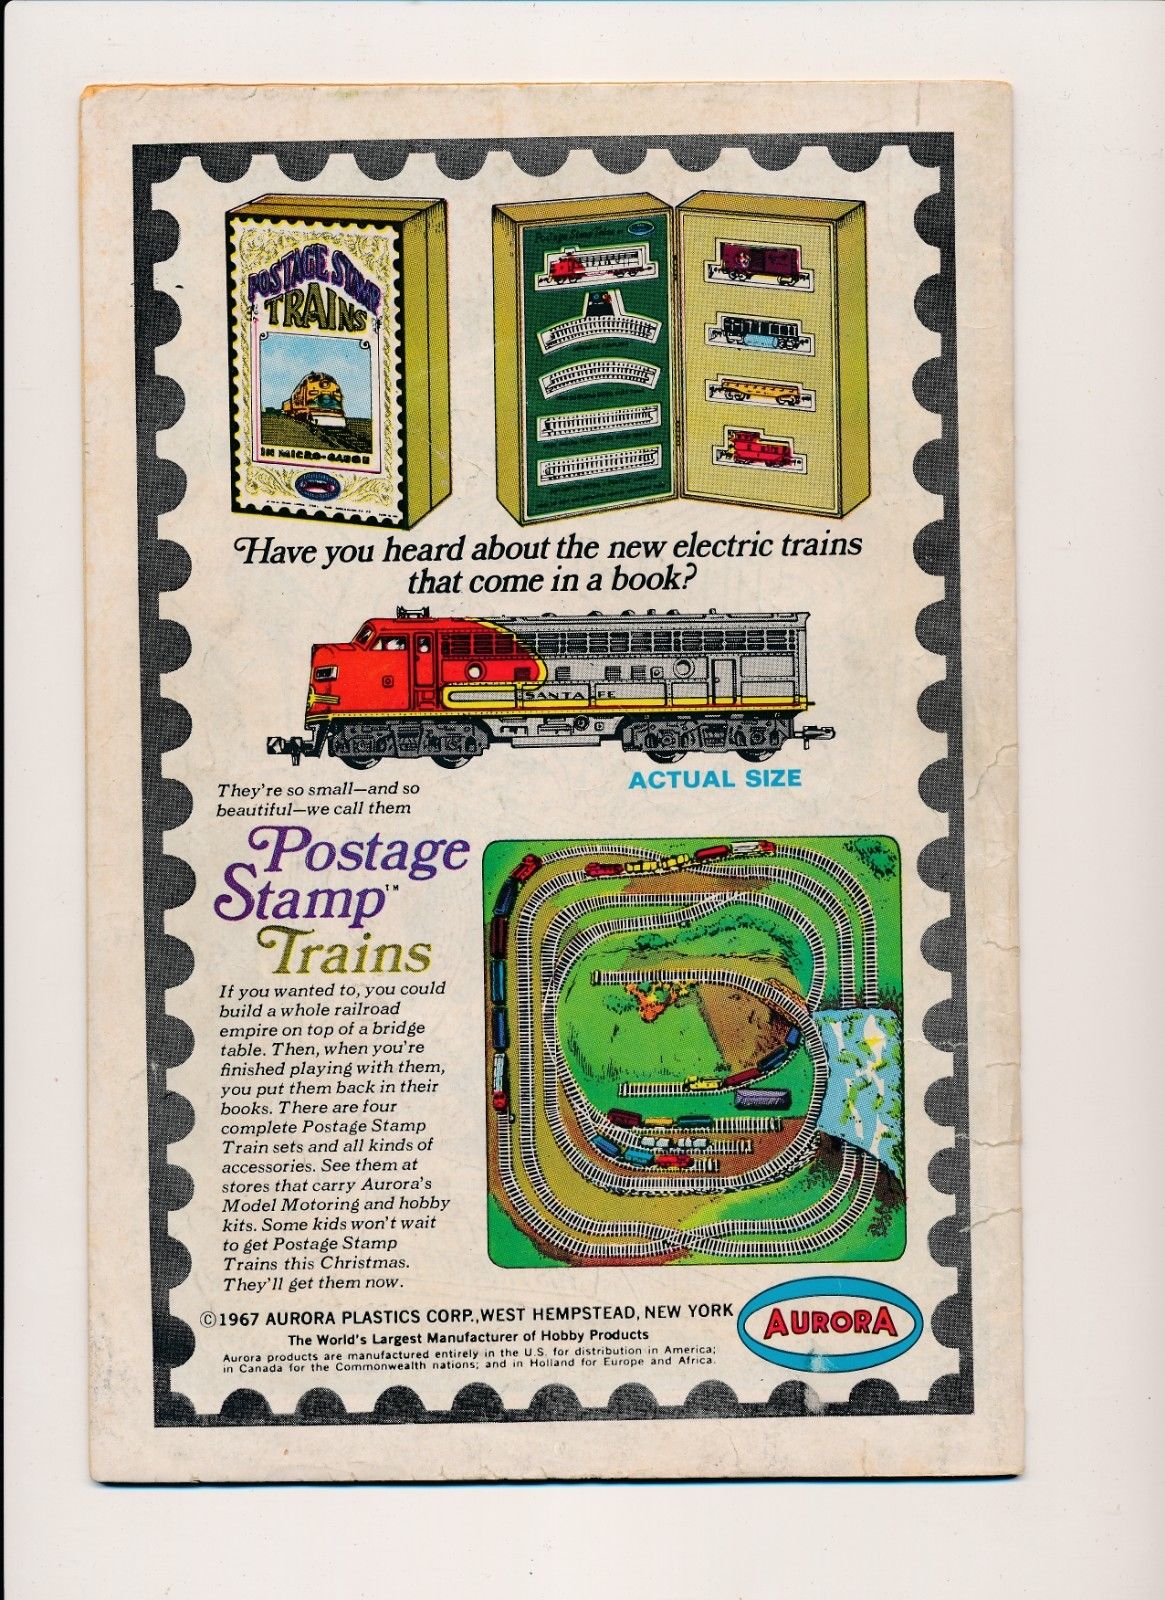 POSTAGE STAMP
TRAINS
IN MICRO-GAUGE
Postage Stamp Trains
Have you heard about the new electric trains
that come in a book?
SANTA FE
ACTUAL SIZE
They're so small—and so
beautiful—we call them
Postage
Stamp™
Trains
If you wanted to, you could
build a whole railroad
empire on top of a bridge
table. Then, when you're
finished playing with them,
you put them back in their
books. There are four
complete Postage Stamp
Train sets and all kinds of
accessories. See them at
stores that carry Aurora's
Model Motoring and hobby
kits. Some kids won't wait
to get Postage Stamp
Trains this Christmas.
They'll get them now.
©1967 AURORA PLASTICS CORP., WEST HEMPSTEAD, NEW YORK
The World's Largest Manufacturer of Hobby Products
Aurora products are manufactured entirely in the U.S. for distribution in America;
in Canada for the Commonwealth nations; and in Holland for Europe and Africa.
AURORA